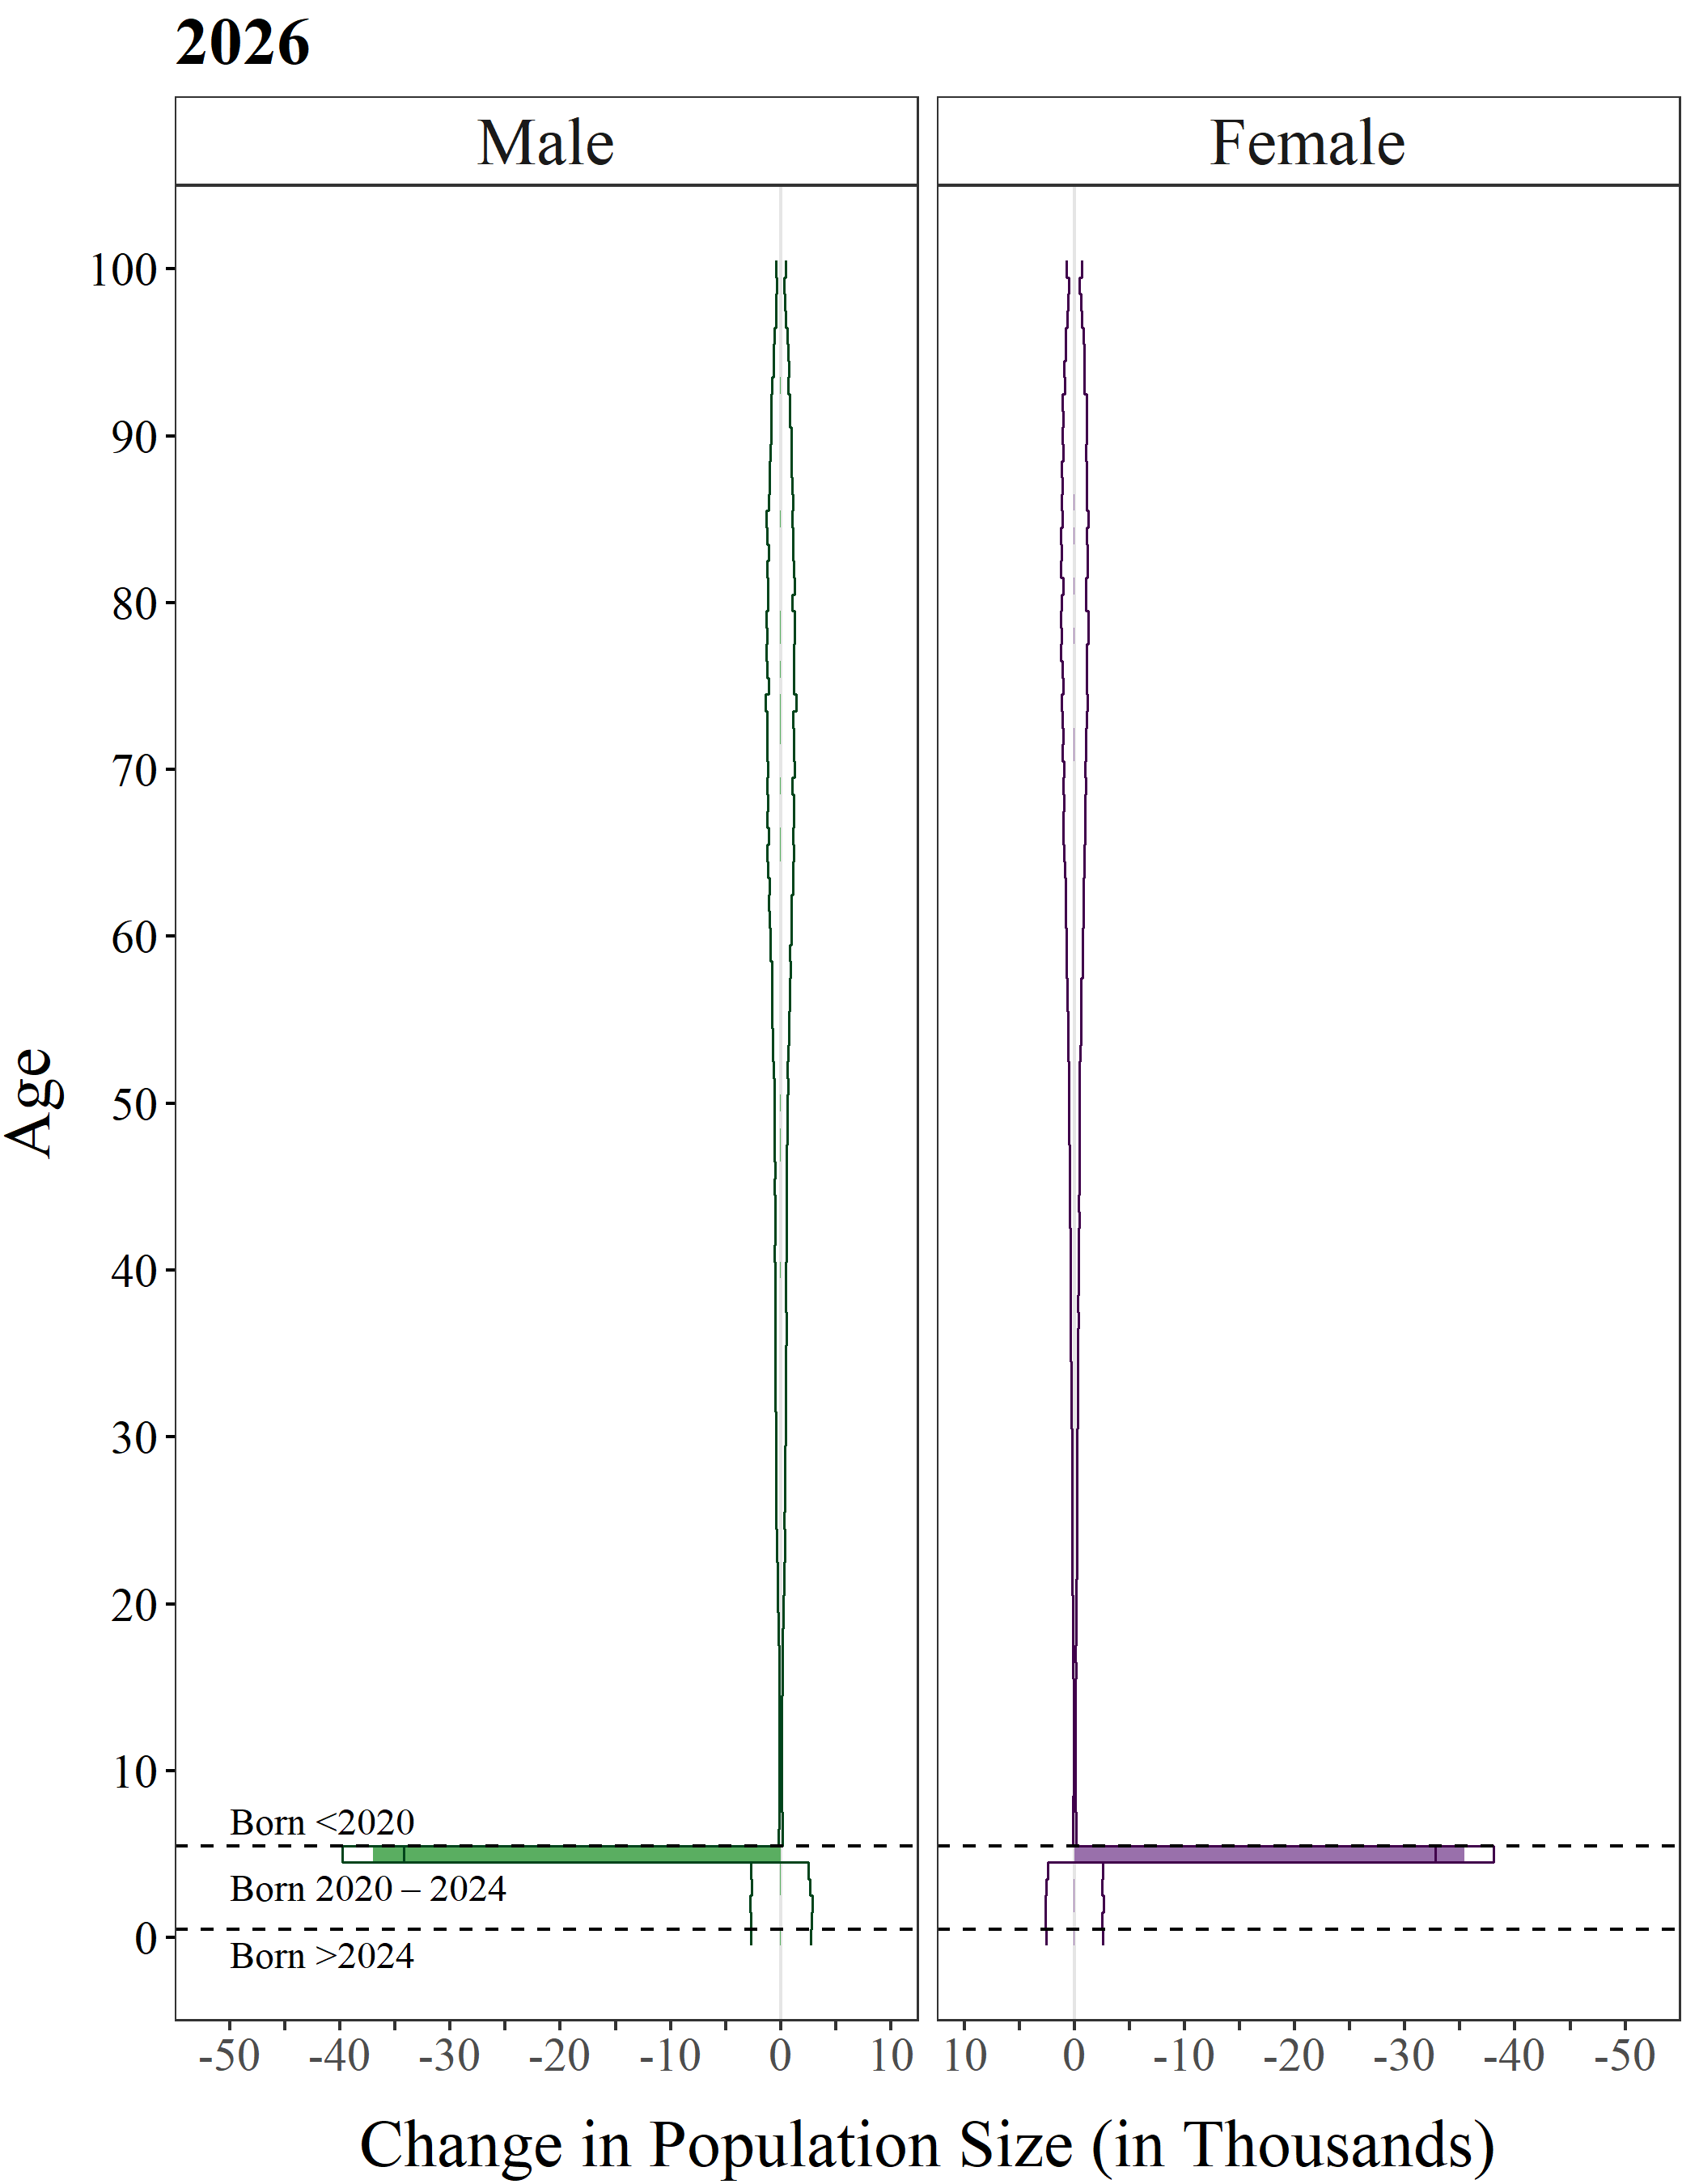 2026
Male Female
100
90
80
70
60
50
40
30
20
10
0
Age
Born <2020
Born 2020 – 2024
Born >2024
-50 -40 -30 -20 -10 0 10 10 0 -10 -20 -30 -40 -50
Change in Population Size (in Thousands)